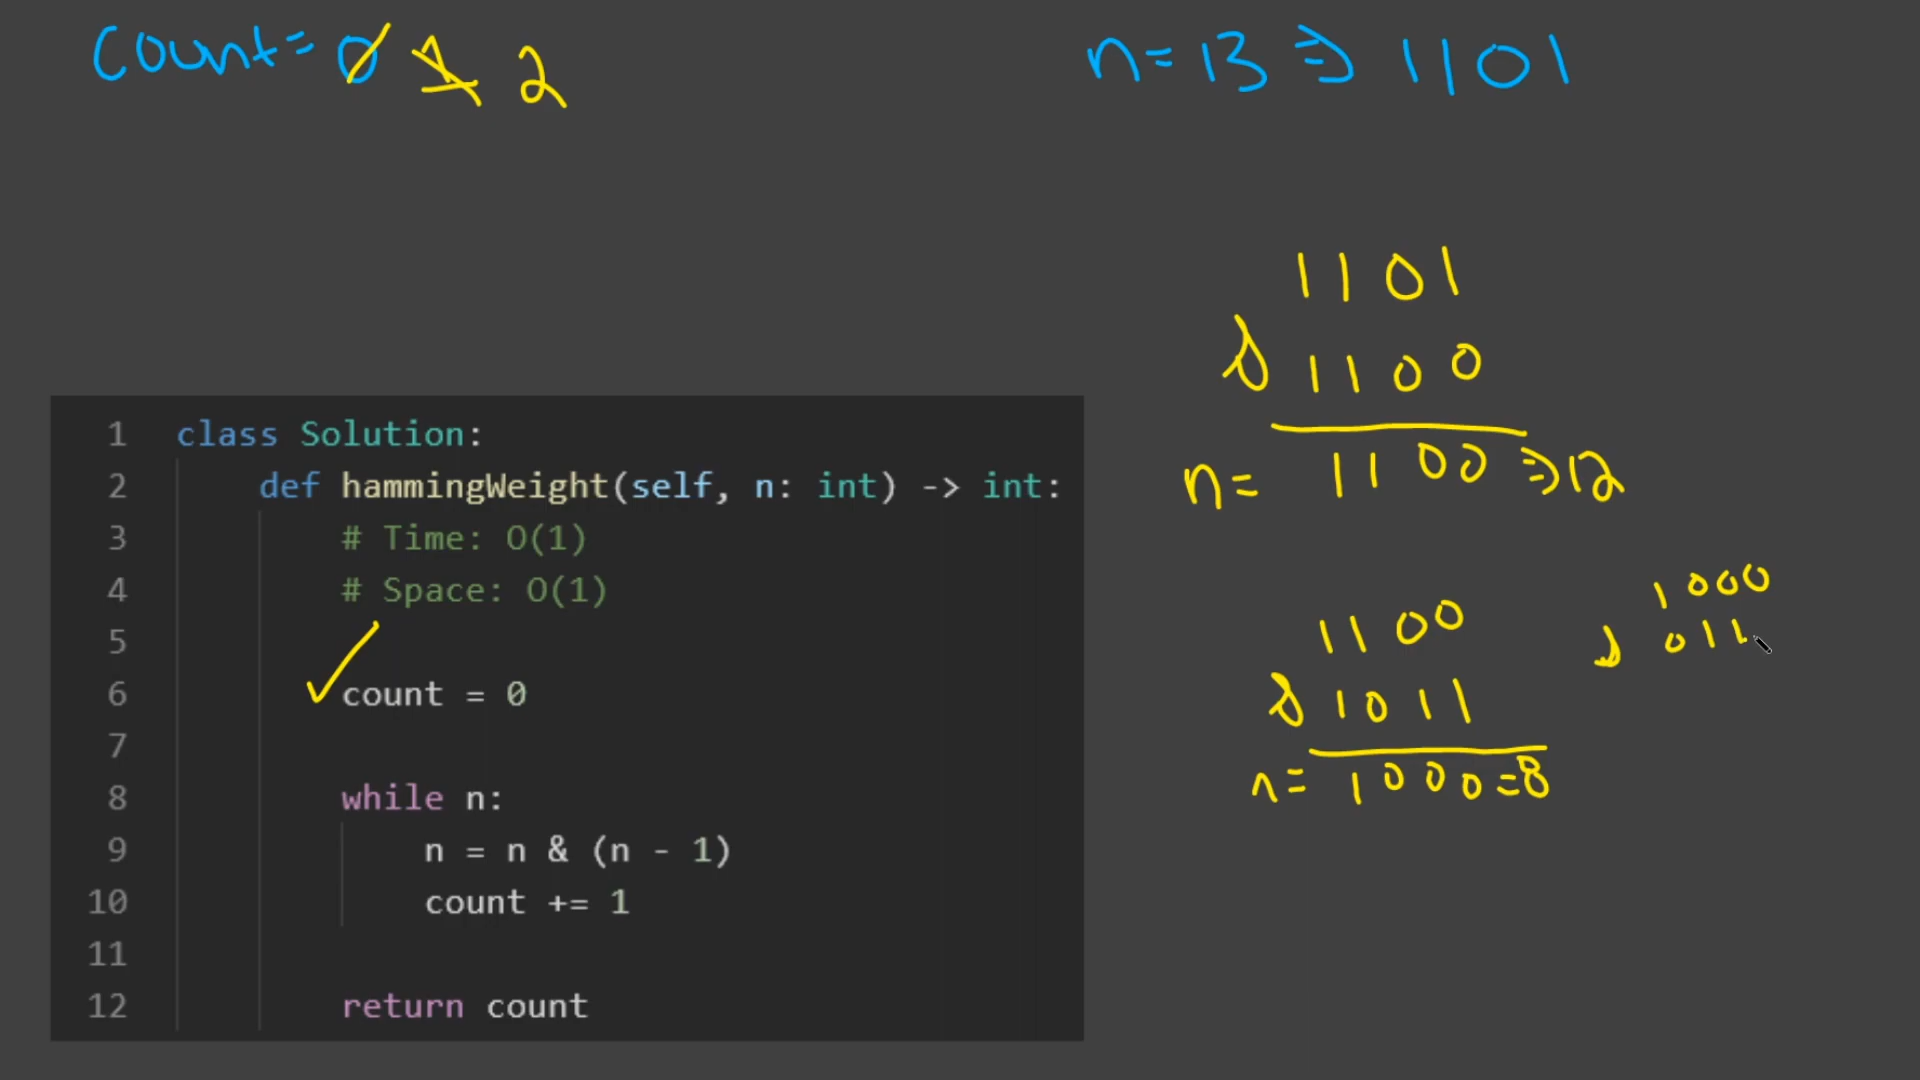 count= 0 1 2
n= 13 => 1101
1101
& 1100
n= 1100 => 12
1100
& 1011
n= 1000=8
1000
& 011
1 class Solution:
2 def hammingWeight(self, n: int) -> int:
3 # Time: O(1)
4 # Space: O(1)
5
6 count = 0
7
8 while n:
9 n = n & (n - 1)
10 count += 1
11
12 return count